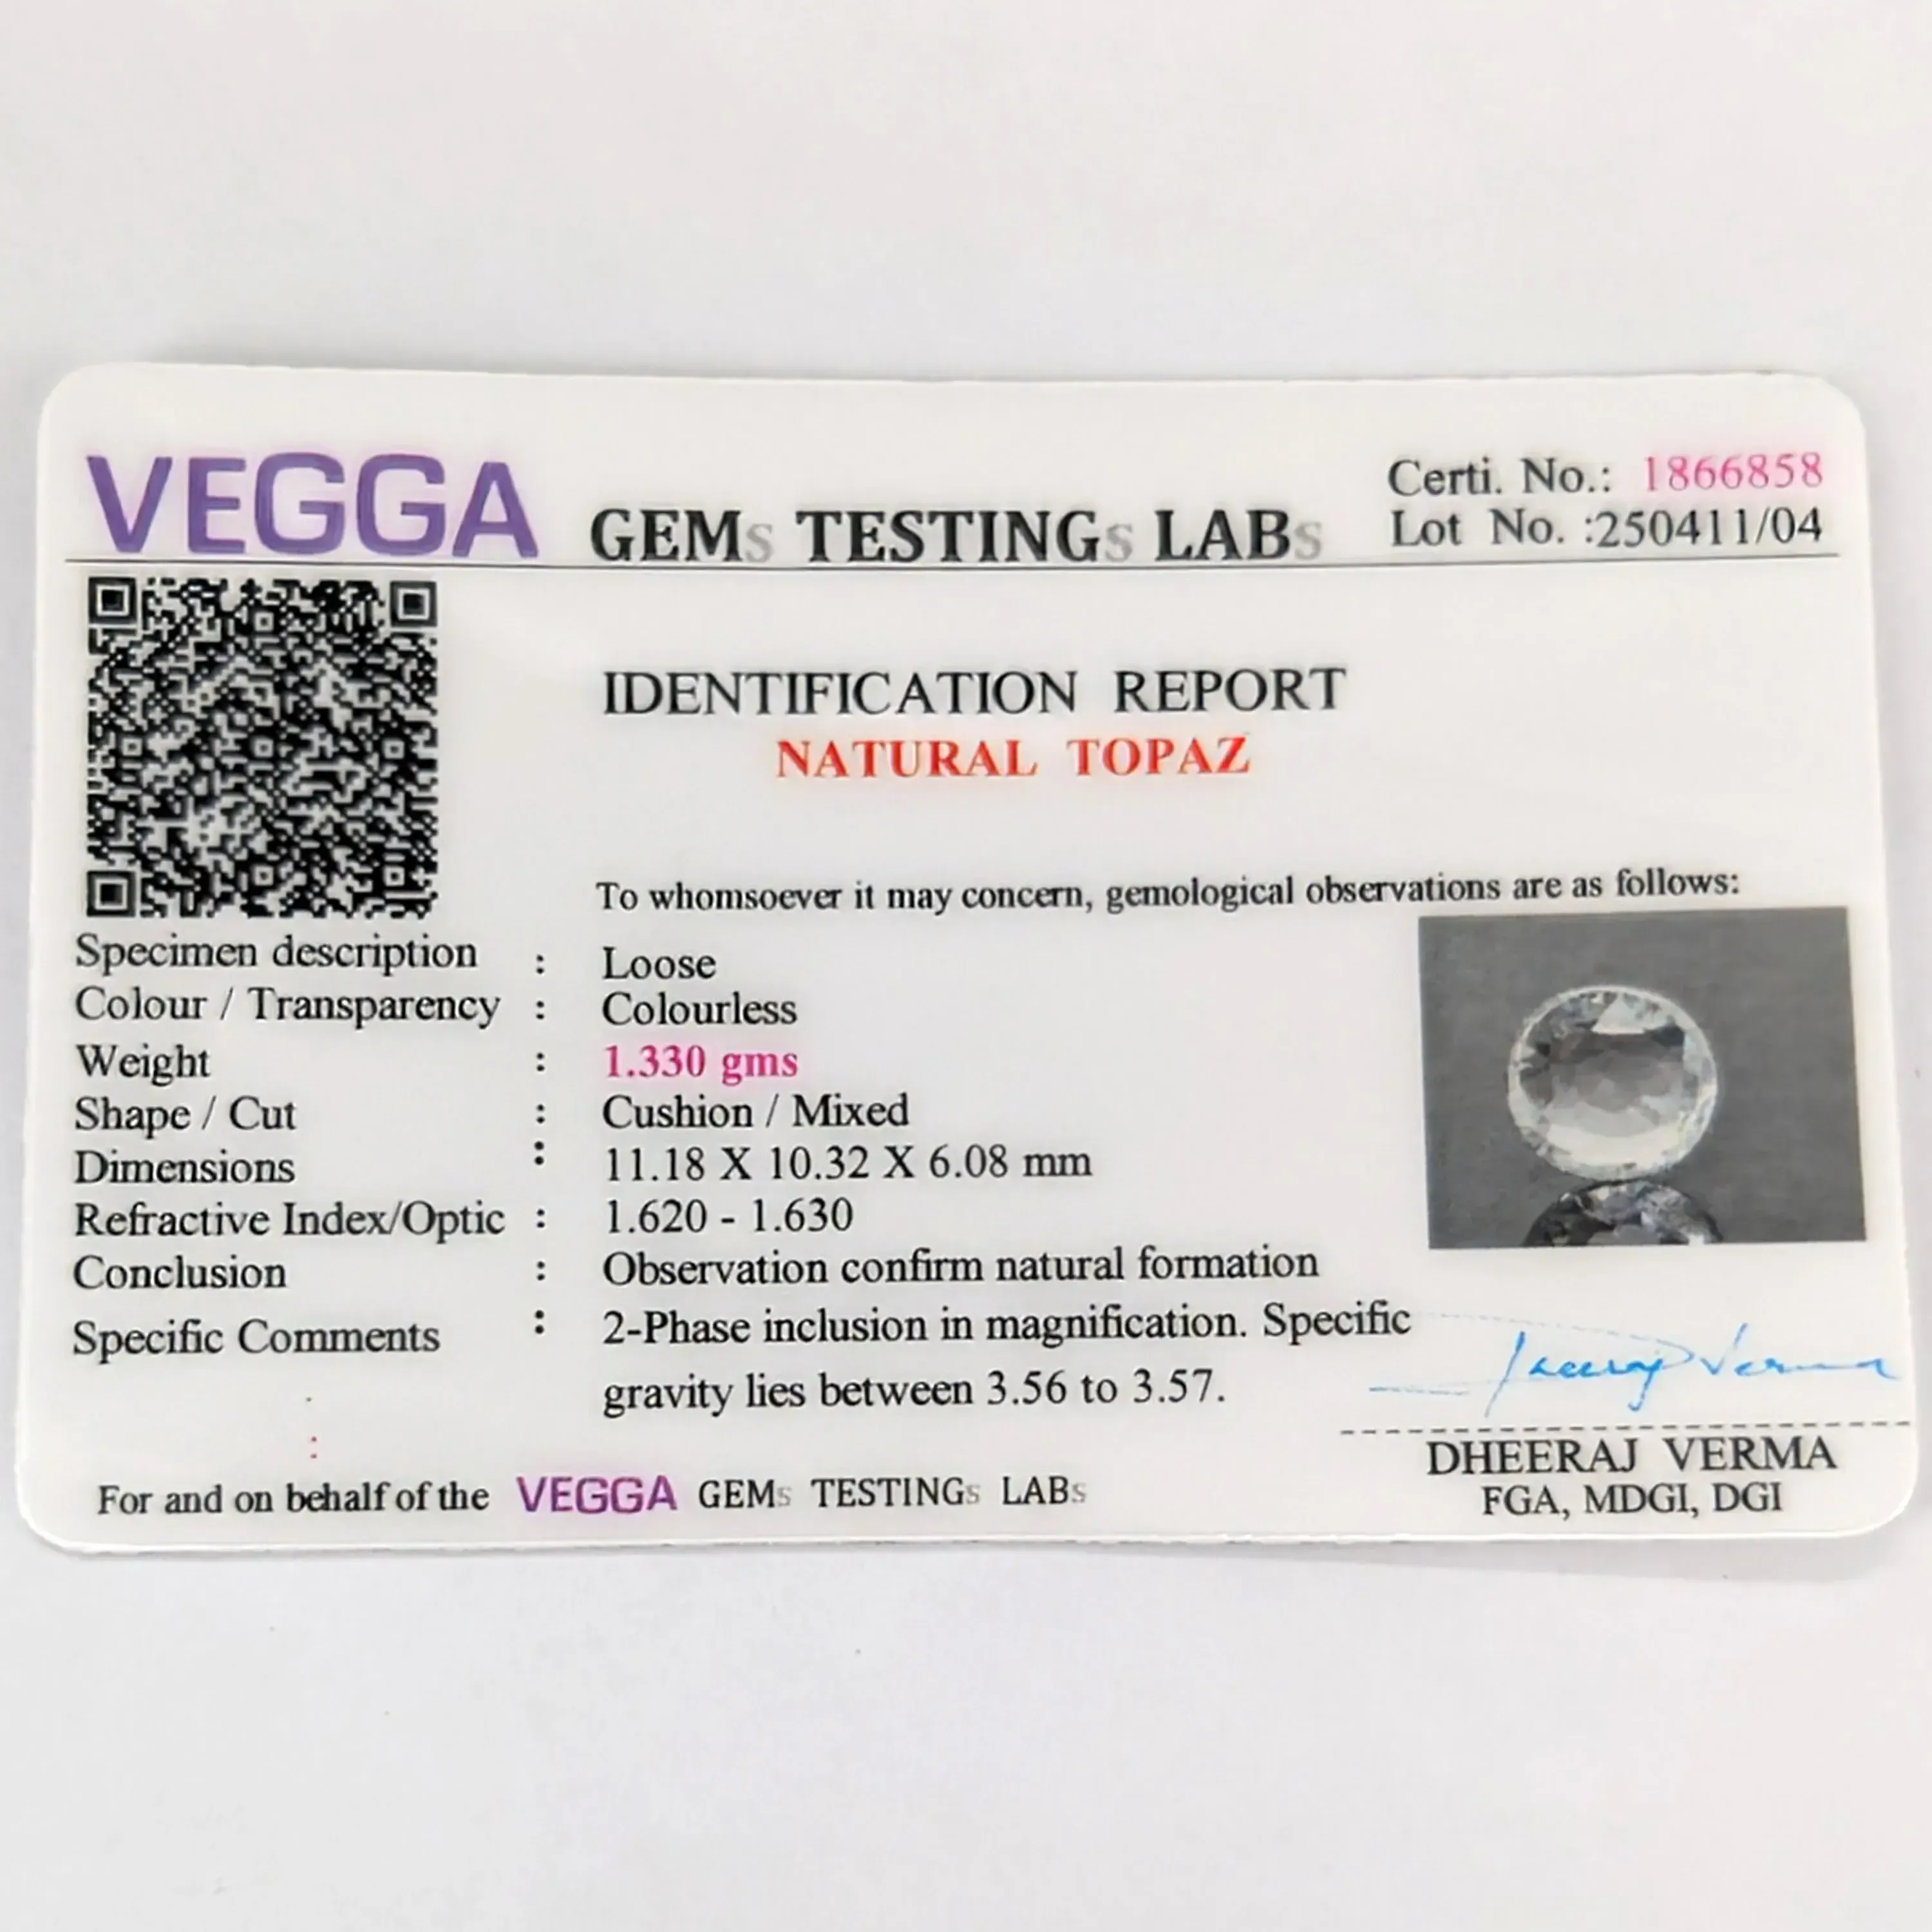 VEGGA GEMs TESTINGs LABs
Certi. No.: 1866858
Lot No. :250411/04
IDENTIFICATION REPORT
NATURAL TOPAZ
To whomsoever it may concern, gemological observations are as follows:
Specimen description : Loose
Colour / Transparency : Colourless
Weight : 1.330 gms
Shape / Cut : Cushion / Mixed
Dimensions : 11.18 X 10.32 X 6.08 mm
Refractive Index/Optic : 1.620 - 1.630
Conclusion : Observation confirm natural formation
Specific Comments : 2-Phase inclusion in magnification. Specific
gravity lies between 3.56 to 3.57.
:
Dheeraj Verma
DHEERAJ VERMA
FGA, MDGI, DGI
For and on behalf of the VEGGA GEMs TESTINGs LABs